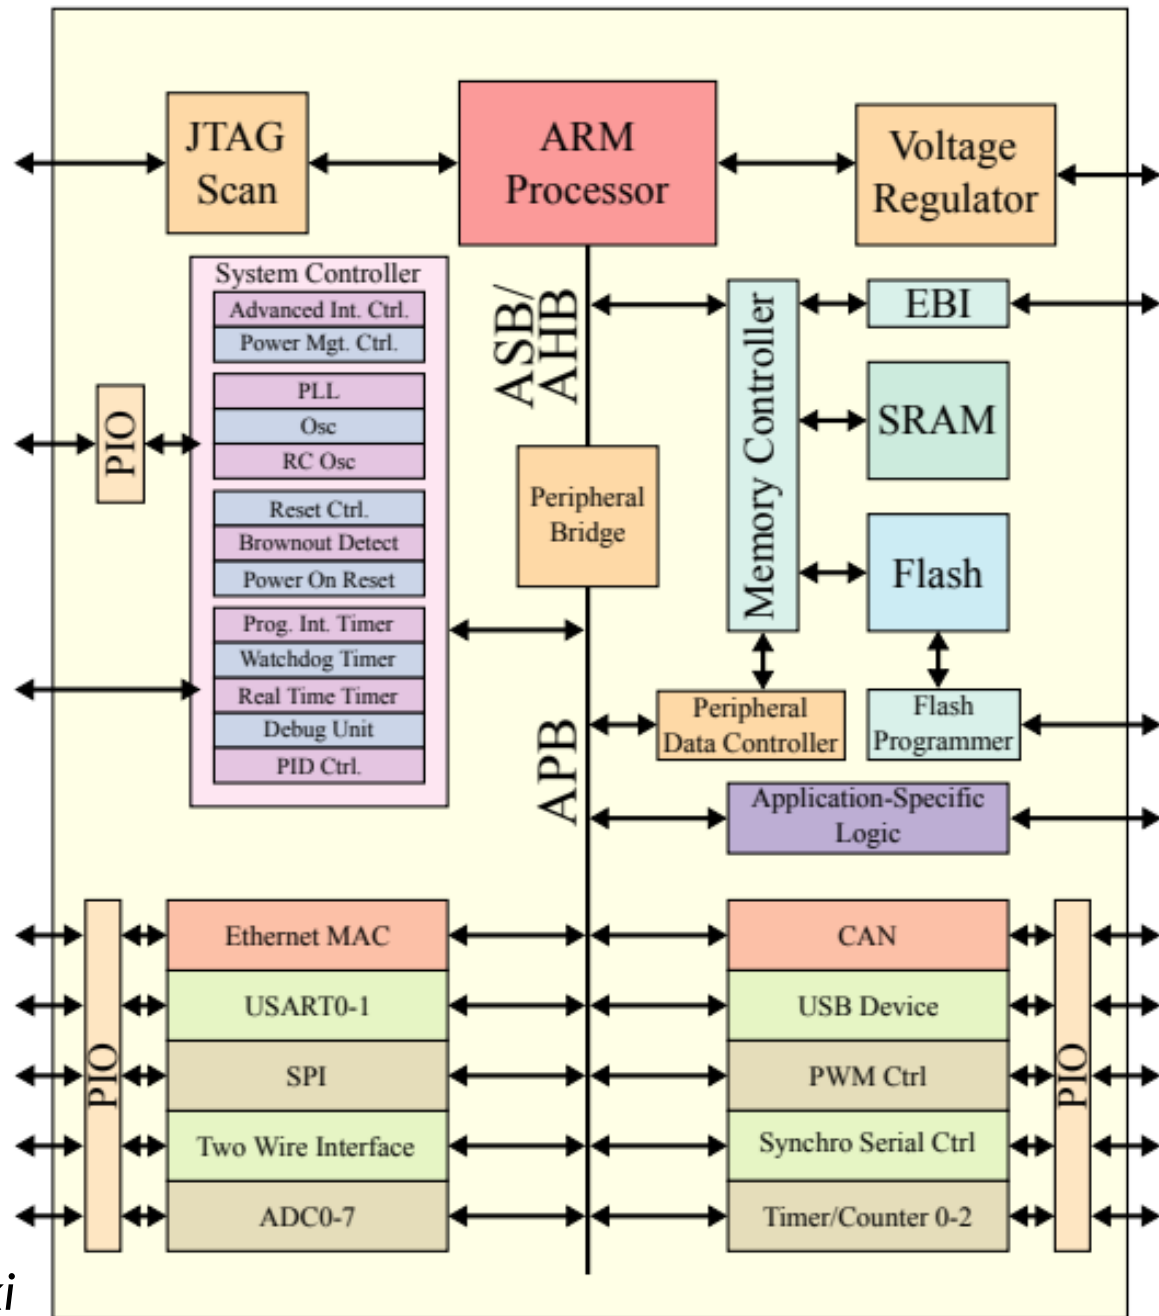 JTAG
Scan
ARM
Processor
Voltage
Regulator
System Controller
Advanced Int. Ctrl.
Power Mgt. Ctrl.
PLL
Osc
RC Osc
Reset Ctrl.
Brownout Detect
Power On Reset
Prog. Int. Timer
Watchdog Timer
Real Time Timer
Debug Unit
PID Ctrl.
PIO
ASB/
AHB
Peripheral
Bridge
APB
Memory Controller
EBI
SRAM
Flash
Peripheral
Data Controller
Flash
Programmer
Application-Specific
Logic
PIO
Ethernet MAC
USART0-1
SPI
Two Wire Interface
ADC0-7
CAN
USB Device
PWM Ctrl
Synchro Serial Ctrl
Timer/Counter 0-2
PIO